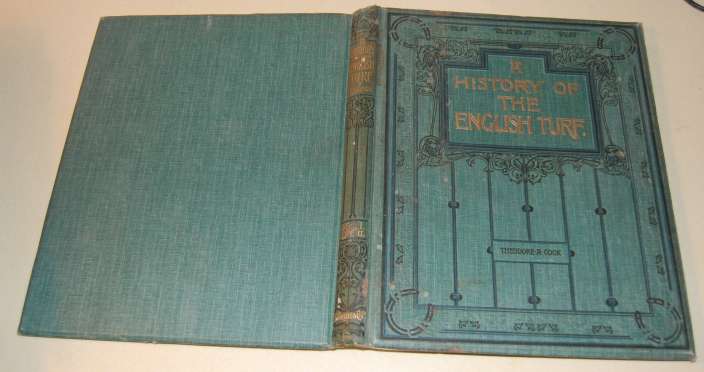 A
HISTORY OF
THE
ENGLISH TURF.
THEODORE·A·COOK